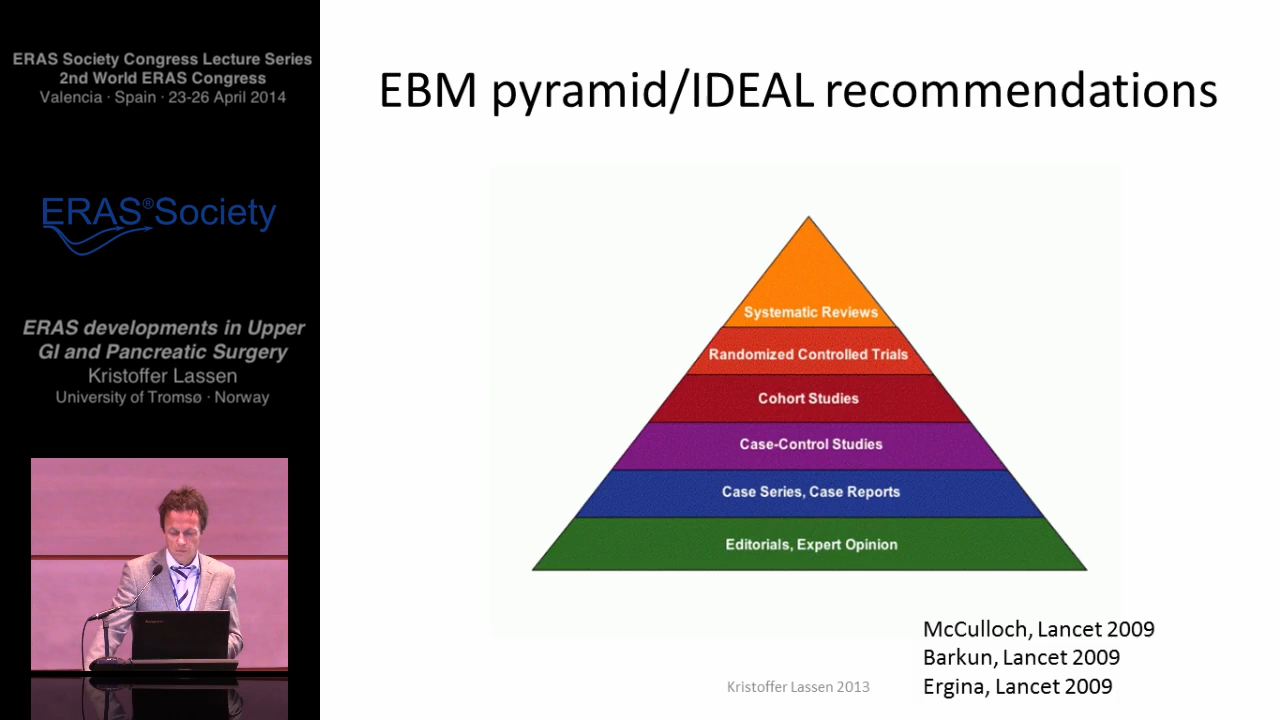 ERAS Society Congress Lecture Series
2nd World ERAS Congress
Valencia · Spain · 23-26 April 2014
ERAS®Society
ERAS developments in Upper
GI and Pancreatic Surgery
Kristoffer Lassen
University of Tromsø · Norway
EBM pyramid/IDEAL recommendations
Systematic Reviews
Randomized Controlled Trials
Cohort Studies
Case-Control Studies
Case Series, Case Reports
Editorials, Expert Opinion
McCulloch, Lancet 2009
Barkun, Lancet 2009
Ergina, Lancet 2009
Kristoffer Lassen 2013